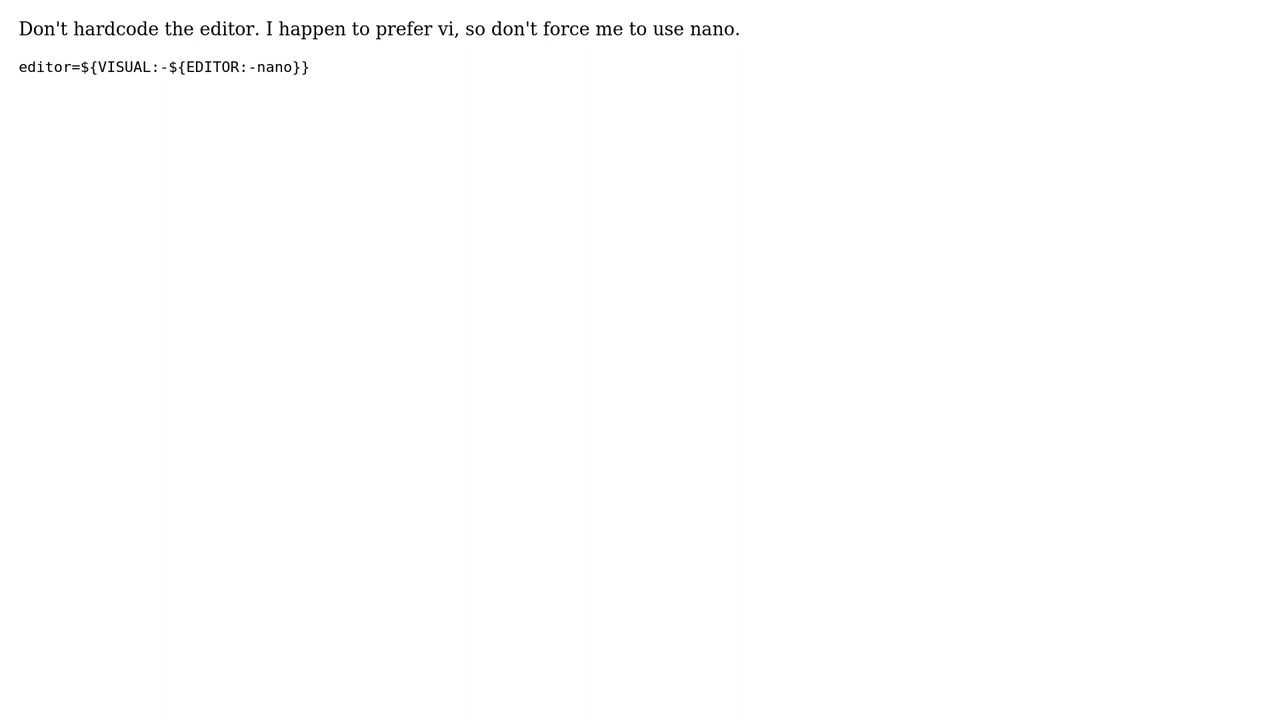 Don't hardcode the editor. I happen to prefer vi, so don't force me to use nano.
editor=${VISUAL:-${EDITOR:-nano}}